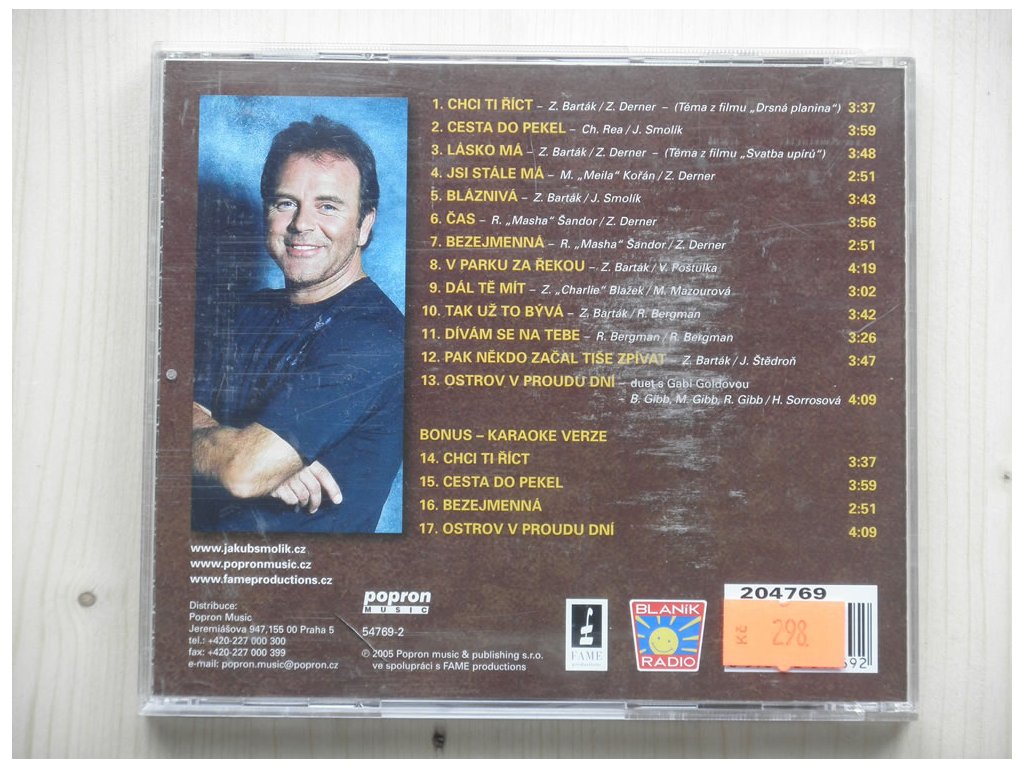 1. CHCI TI ŘÍCT – Z. Barták / Z. Derner – (Téma z filmu „Drsná planina“) 3:37
2. CESTA DO PEKEL – Ch. Rea / J. Smolík 3:59
3. LÁSKO MÁ – Z. Barták / Z. Derner – (Téma z filmu „Svatba upírů“) 3:48
4. JSI STÁLE MÁ – M. „Meila“ Kořán / Z. Derner 2:51
5. BLÁZNIVÁ – Z. Barták / J. Smolík 3:43
6. ČAS – R. „Masha“ Šandor / Z. Derner 3:56
7. BEZEJMENNÁ – R. „Masha“ Šandor / Z. Derner 2:51
8. V PARKU ZA ŘEKOU – Z. Barták / V. Poštulka 4:19
9. DÁL TĚ MÍT – Z. „Charlie“ Blažek / M. Mazourová 3:02
10. TAK UŽ TO BÝVÁ – Z. Barták / R. Bergman 3:42
11. DÍVÁM SE NA TEBE – R. Bergman / R. Bergman 3:26
12. PAK NĚKDO ZAČAL TIŠE ZPÍVAT – Z. Barták / J. Štědroň 3:47
13. OSTROV V PROUDU DNÍ – duet s Gabi Goldovou
– B. Gibb, M. Gibb, R. Gibb / H. Sorrosová 4:09
BONUS – KARAOKE VERZE
14. CHCI TI ŘÍCT 3:37
15. CESTA DO PEKEL 3:59
16. BEZEJMENNÁ 2:51
17. OSTROV V PROUDU DNÍ 4:09
www.jakubsmolik.cz
www.popronmusic.cz
www.fameproductions.cz
Distribuce:
Popron Music
Jeremiášova 947,155 00 Praha 5
tel.: +420-227 000 300
fax: +420-227 000 399
e-mail: popron.music@popron.cz
popron
MUSIC
54769-2
℗ 2005 Popron music & publishing s.r.o.
ve spolupráci s FAME productions
FAME
productions
BLANÍK
RADIO
204769
Kč 298.